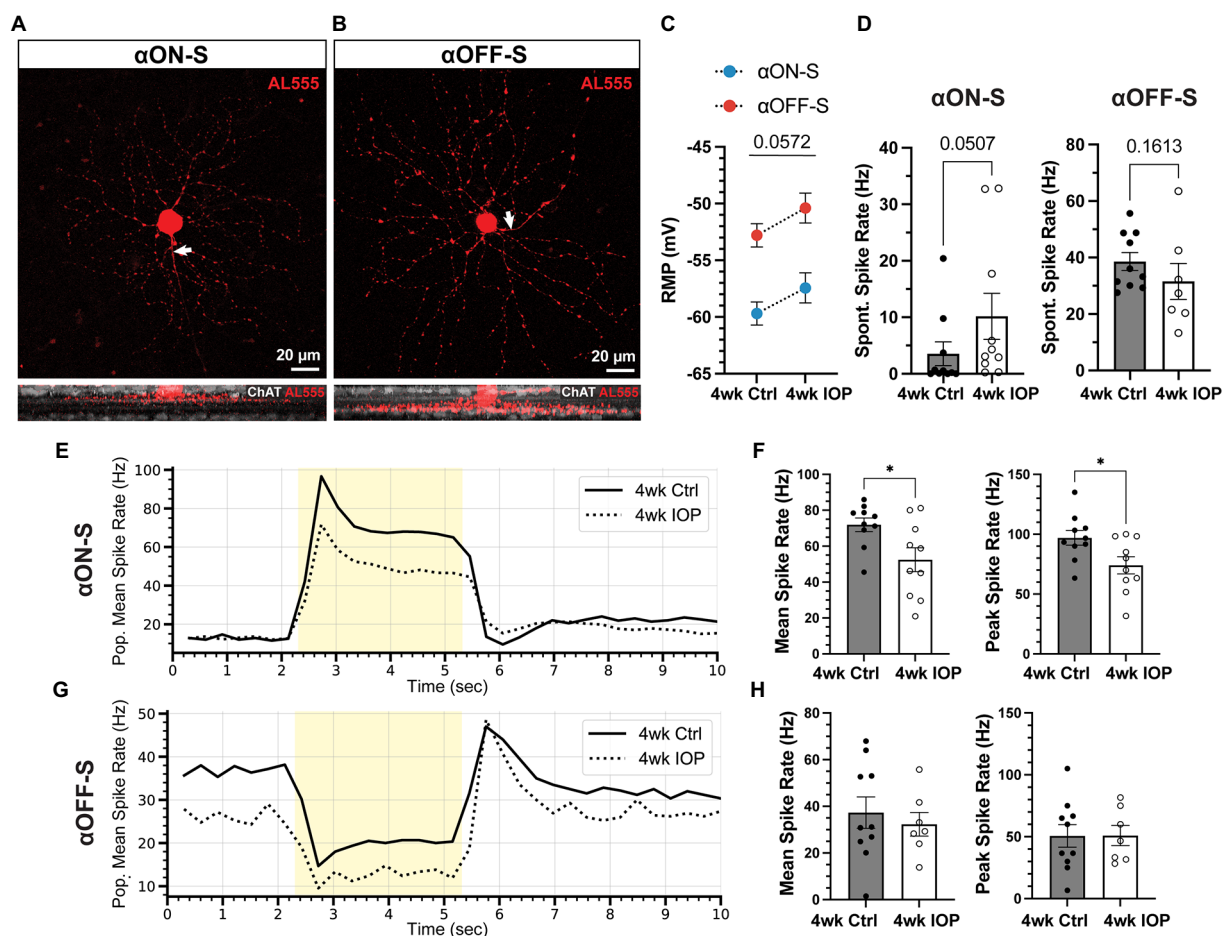 A
B
C
D
αON-S
αOFF-S
AL555
AL555
20 µm
20 µm
ChAT AL555
ChAT AL555
αON-S
αOFF-S
0.0572
RMP (mV)
-45
-50
-55
-60
-65
4wk Ctrl 4wk IOP
αON-S
0.0507
Spont. Spike Rate (Hz)
40
30
20
10
0
4wk Ctrl 4wk IOP
αOFF-S
0.1613
Spont. Spike Rate (Hz)
80
60
40
20
0
4wk Ctrl 4wk IOP
E
αON-S
Pop. Mean Spike Rate (Hz)
100
80
60
40
20
4wk Ctrl
4wk IOP
0 1 2 3 4 5 6 7 8 9 10
Time (sec)
F
*
Mean Spike Rate (Hz)
100
80
60
40
20
0
4wk Ctrl 4wk IOP
*
Peak Spike Rate (Hz)
150
100
50
0
4wk Ctrl 4wk IOP
G
αOFF-S
Pop. Mean Spike Rate (Hz)
50
40
30
20
10
4wk Ctrl
4wk IOP
0 1 2 3 4 5 6 7 8 9 10
Time (sec)
H
Mean Spike Rate (Hz)
80
60
40
20
0
4wk Ctrl 4wk IOP
Peak Spike Rate (Hz)
150
100
50
0
4wk Ctrl 4wk IOP